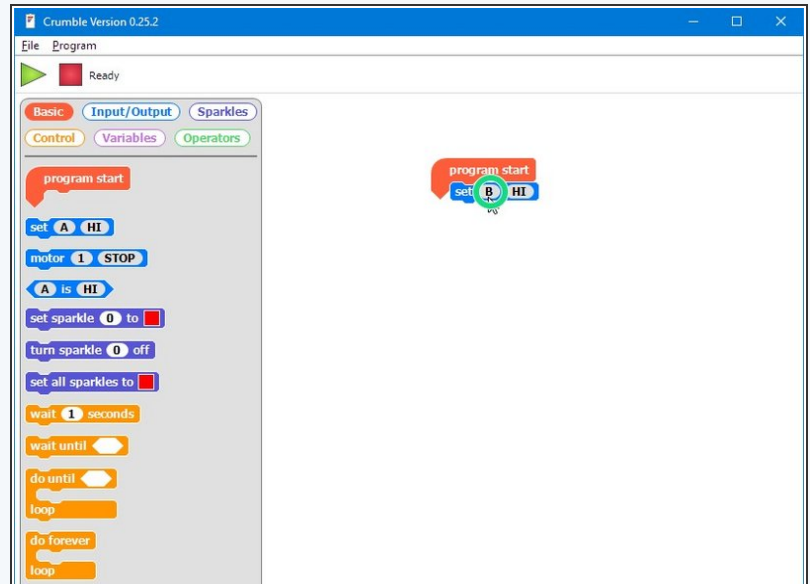 Crumble Version 0.25.2
File Program
Ready
Basic Input/Output Sparkles
Control Variables Operators
program start
set A HI
motor 1 STOP
A is HI
set sparkle 0 to
turn sparkle 0 off
set all sparkles to
wait 1 seconds
wait until
do until
loop
do forever
loop
program start
set B HI